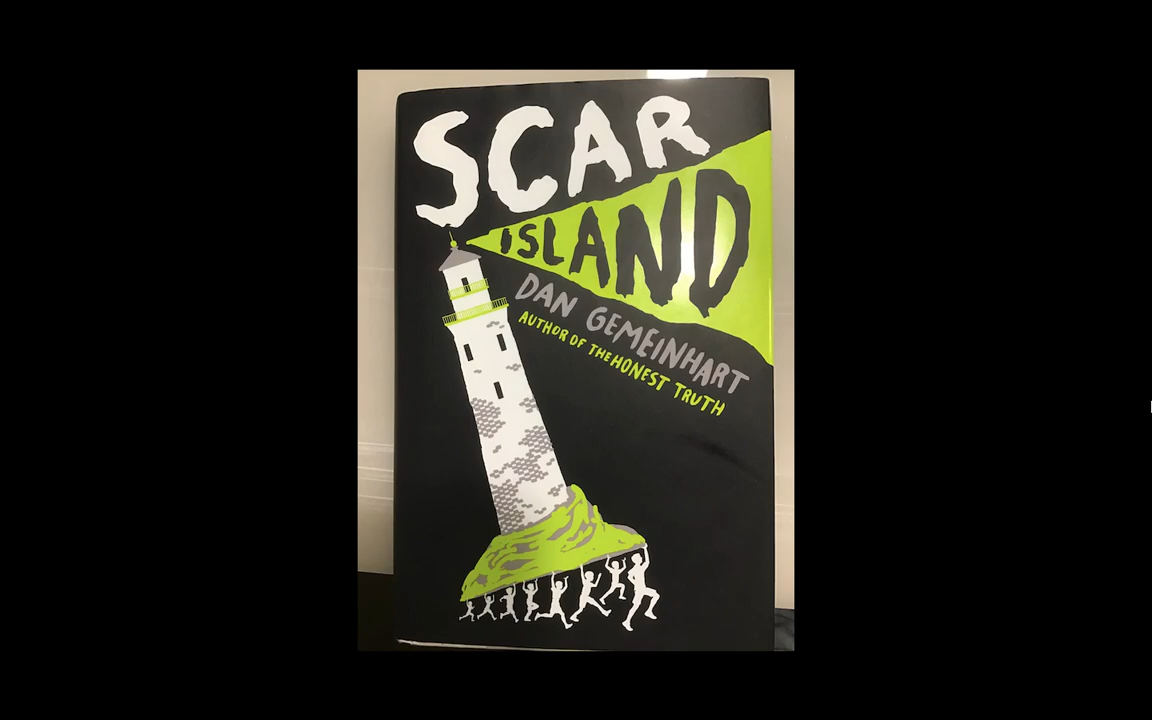 SCAR
ISLAND
DAN GEMEINHART
AUTHOR OF THE HONEST TRUTH